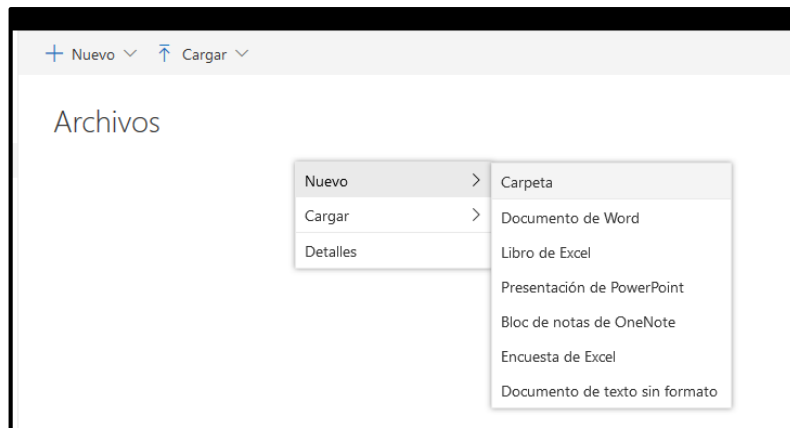 Nuevo Cargar
Archivos
Nuevo
Cargar
Detalles
Carpeta
Documento de Word
Libro de Excel
Presentación de PowerPoint
Bloc de notas de OneNote
Encuesta de Excel
Documento de texto sin formato